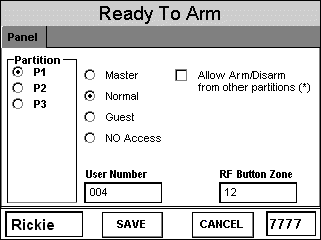 Ready To Arm
Panel
Partition
P1
P2
P3
Master
Normal
Guest
NO Access
Allow Arm/Disarm
from other partitions (*)
User Number
004
RF Button Zone
12
Rickie
SAVE
CANCEL
7777